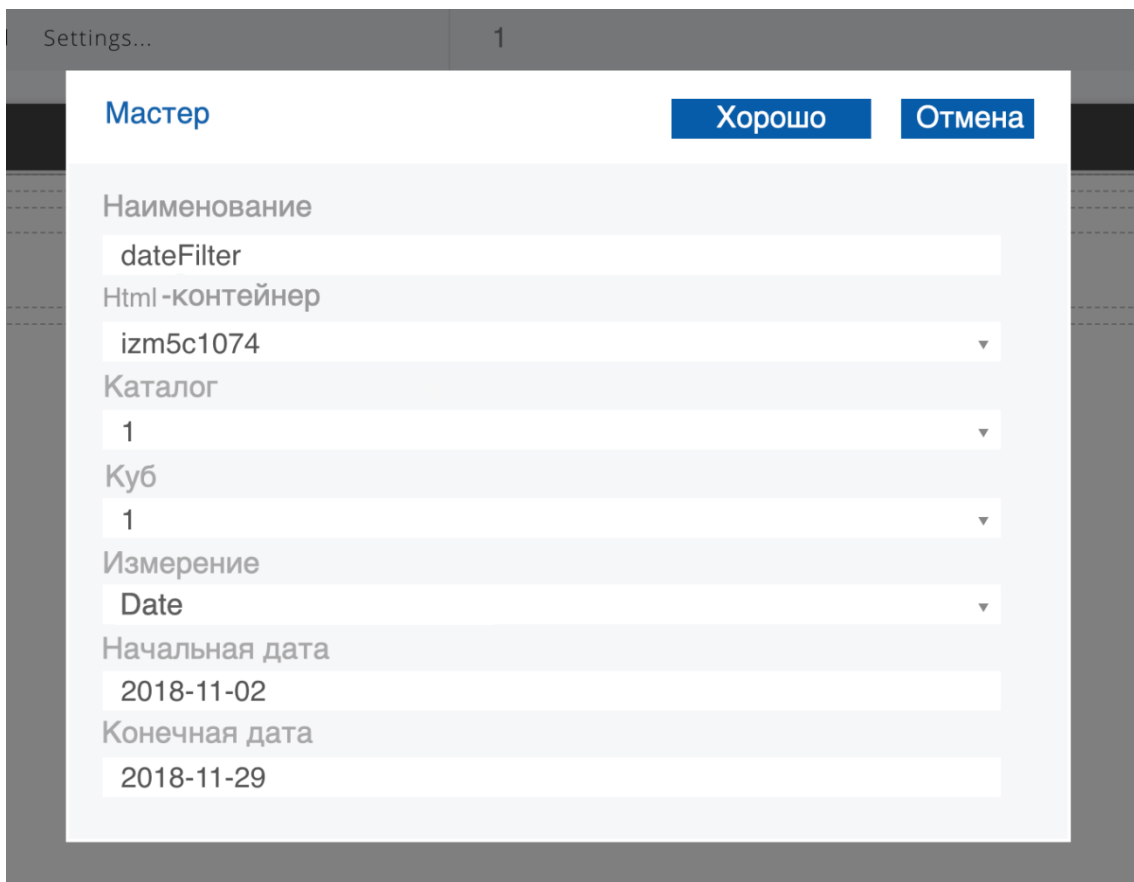 Settings... 1
Мастер Хорошо Отмена
Наименование
dateFilter
Html-контейнер
izm5c1074
Каталог
1
Куб
1
Измерение
Date
Начальная дата
2018-11-02
Конечная дата
2018-11-29